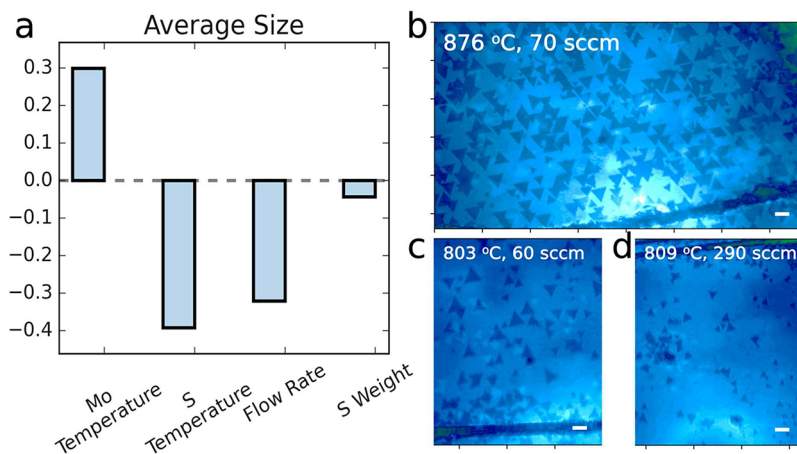 a
Average Size
0.3
0.2
0.1
0.0
−0.1
−0.2
−0.3
−0.4
Mo
Temperature
S
Temperature
Flow Rate
S Weight
b
876 °C, 70 sccm
c
803 °C, 60 sccm
d
809 °C, 290 sccm